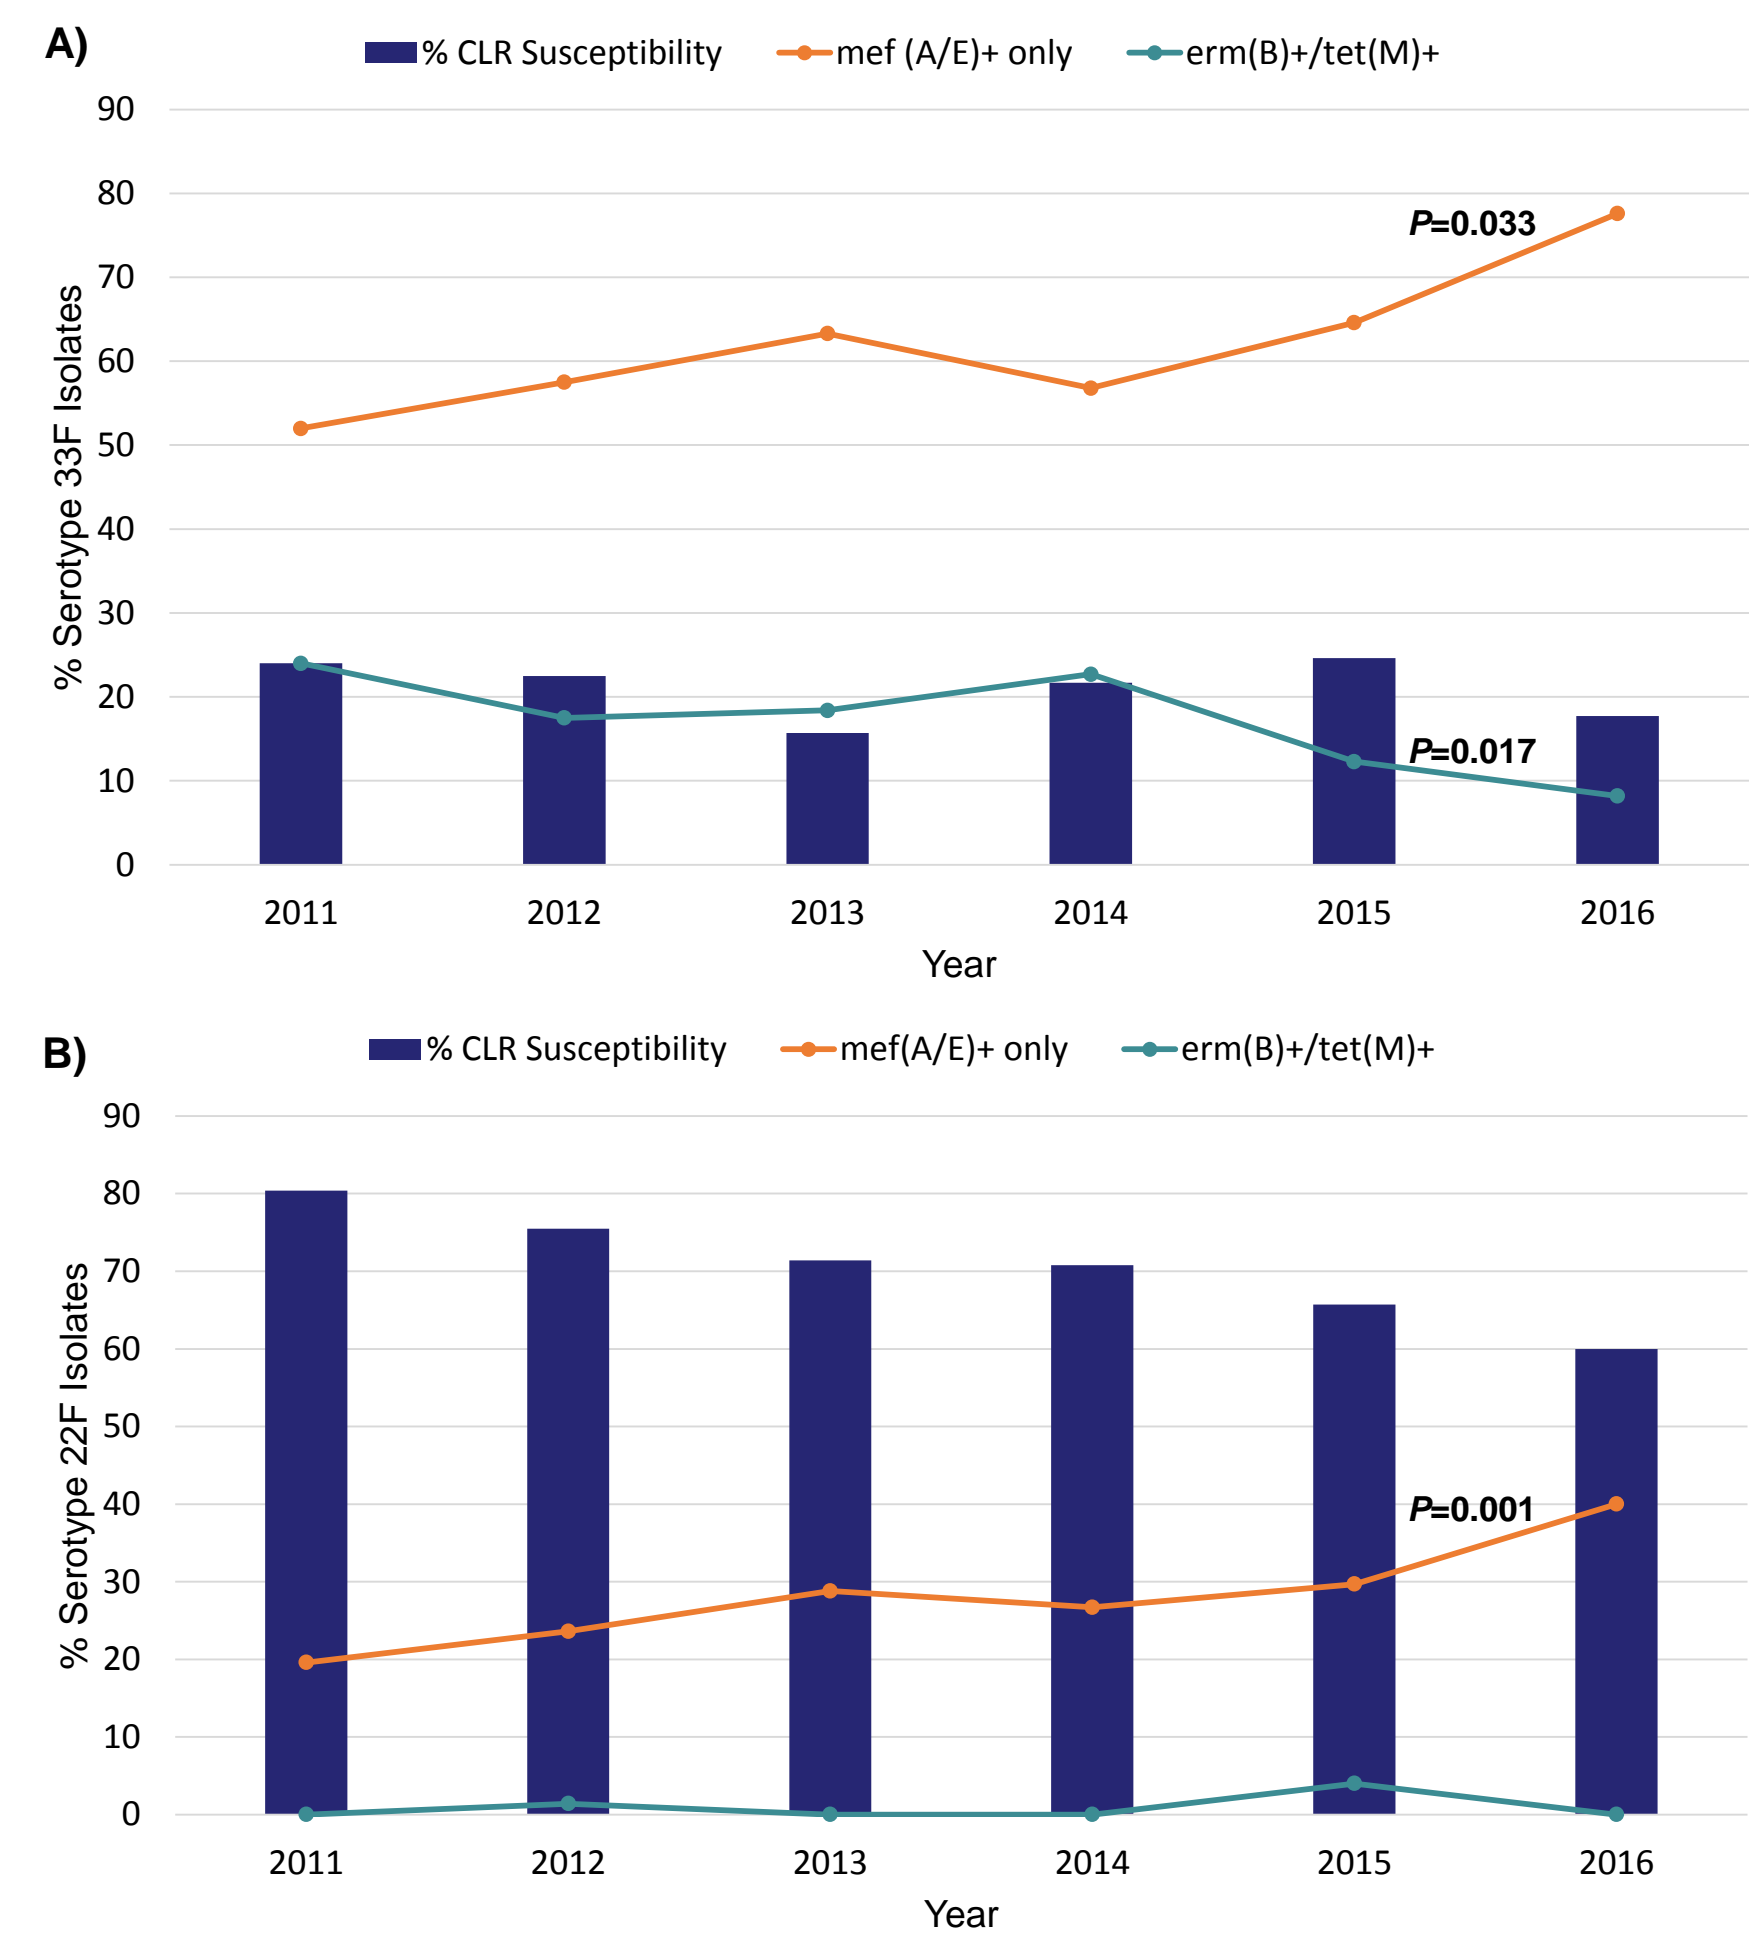 A)
% CLR Susceptibility mef (A/E)+ only erm(B)+/tet(M)+
90
80
70
60
50
40
30
20
10
0
% Serotype 33F Isolates
P=0.033
P=0.017
2011 2012 2013 2014 2015 2016
Year
B)
% CLR Susceptibility mef(A/E)+ only erm(B)+/tet(M)+
90
80
70
60
50
40
30
20
10
0
% Serotype 22F Isolates
P=0.001
2011 2012 2013 2014 2015 2016
Year